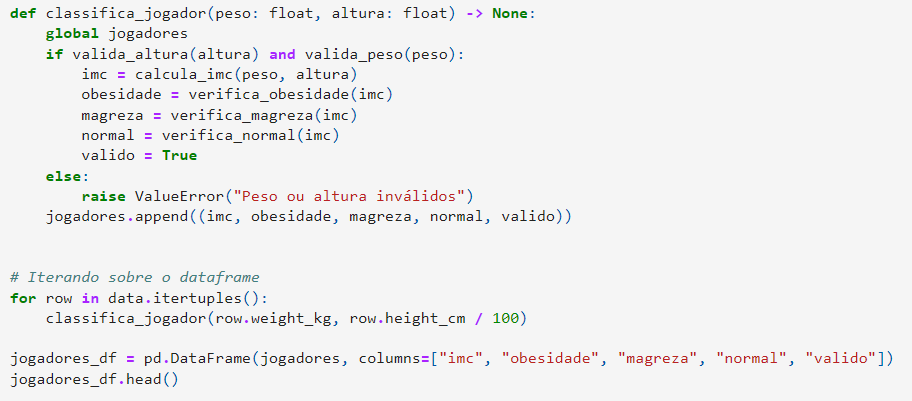 def classifica_jogador(peso: float, altura: float) -> None:
    global jogadores
    if valida_altura(altura) and valida_peso(peso):
        imc = calcula_imc(peso, altura)
        obesidade = verifica_obesidade(imc)
        magreza = verifica_magreza(imc)
        normal = verifica_normal(imc)
        valido = True
    else:
        raise ValueError("Peso ou altura inválidos")
    jogadores.append((imc, obesidade, magreza, normal, valido))
# Iterando sobre o dataframe
for row in data.itertuples():
    classifica_jogador(row.weight_kg, row.height_cm / 100)
jogadores_df = pd.DataFrame(jogadores, columns=["imc", "obesidade", "magreza", "normal", "valido"])
jogadores_df.head()